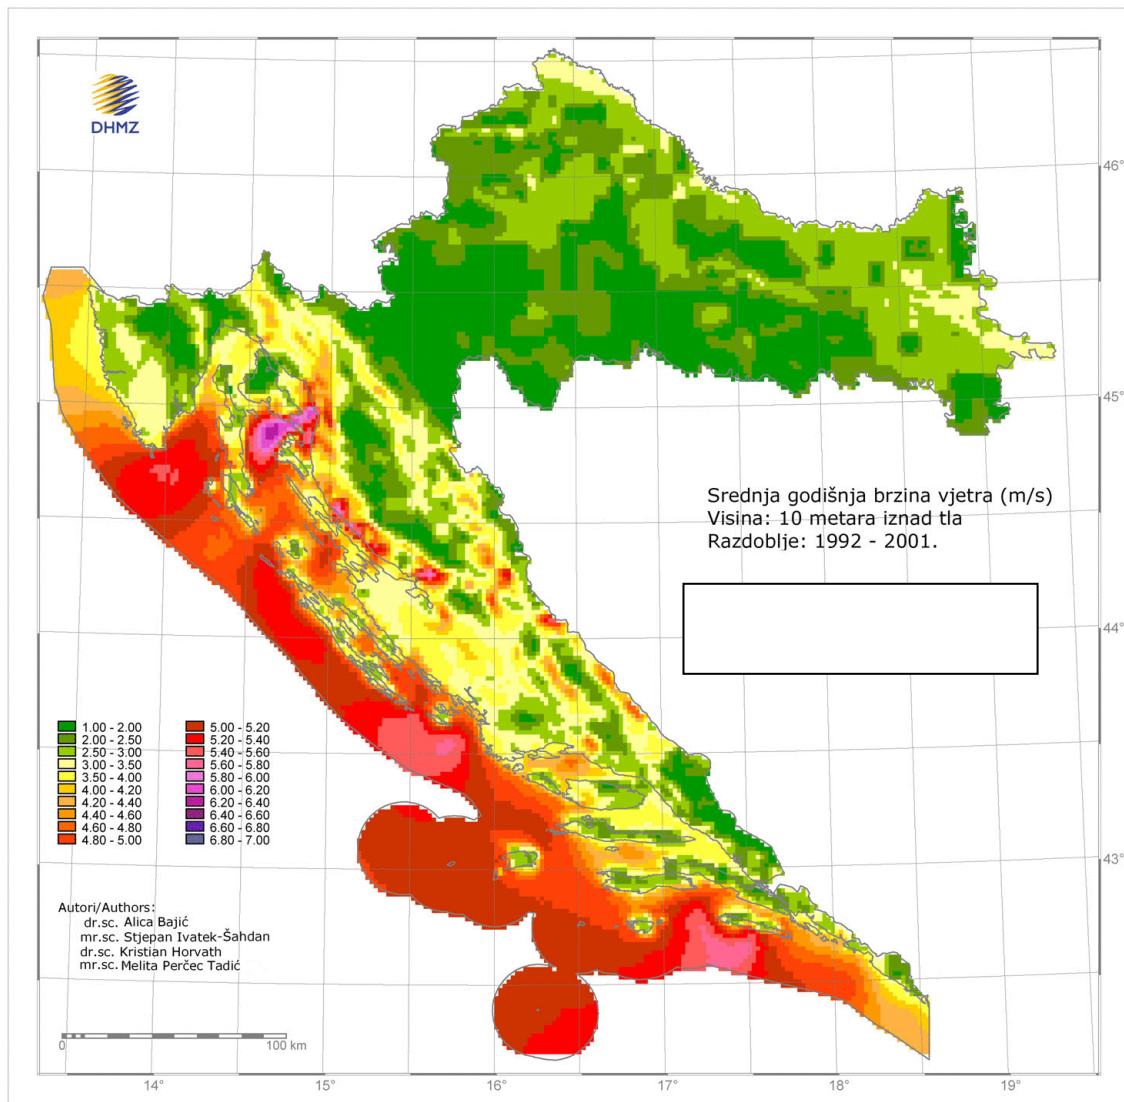 DHMZ
46°
45°
Srednja godišnja brzina vjetra (m/s)
Visina: 10 metara iznad tla
Razdoblje: 1992 - 2001.
44°
1.00 - 2.00
2.00 - 2.50
2.50 - 3.00
3.00 - 3.50
3.50 - 4.00
4.00 - 4.20
4.20 - 4.40
4.40 - 4.60
4.60 - 4.80
4.80 - 5.00
5.00 - 5.20
5.20 - 5.40
5.40 - 5.60
5.60 - 5.80
5.80 - 6.00
6.00 - 6.20
6.20 - 6.40
6.40 - 6.60
6.60 - 6.80
6.80 - 7.00
43°
Autori/Authors:
dr.sc. Alica Bajić
mr.sc. Stjepan Ivatek-Šahdan
dr.sc. Kristian Horvath
mr.sc. Melita Perčec Tadić
0 100 km
14° 15° 16° 17° 18° 19°